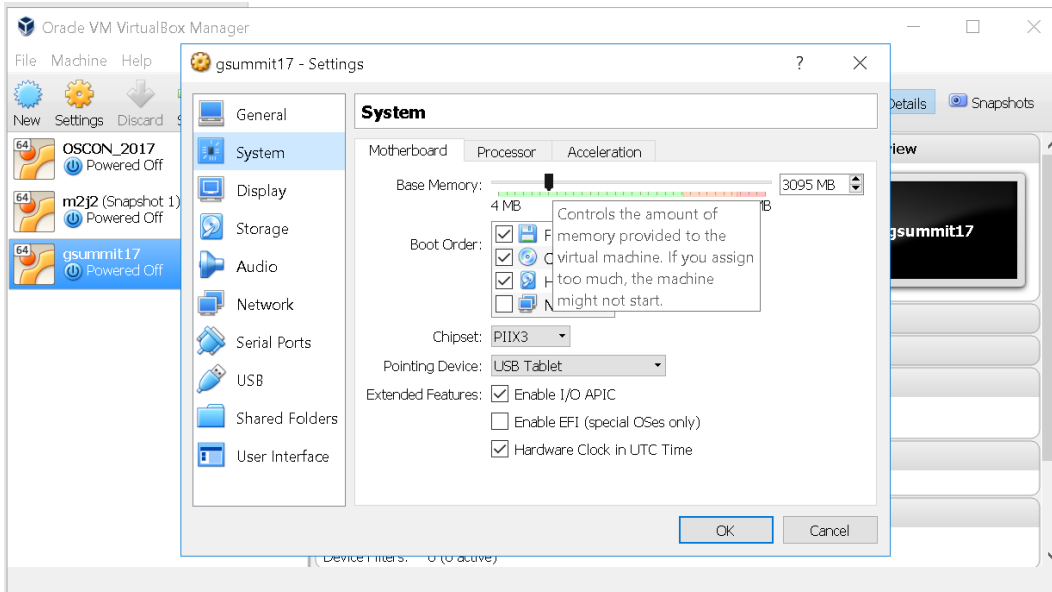 Oracle VM VirtualBox Manager
File Machine Help
gsummit17 - Settings
?
New Settings Discard
Details Snapshots
64 OSCON_2017
Powered Off
64 m2j2 (Snapshot 1)
Powered Off
64 gsummit17
Powered Off
General
System
Display
Storage
Audio
Network
Serial Ports
USB
Shared Folders
User Interface
System
Motherboard Processor Acceleration
Base Memory: 3095 MB
4 MB
Boot Order:
Controls the amount of
memory provided to the
virtual machine. If you assign
too much, the machine
might not start.
Chipset: PIIX3
Pointing Device: USB Tablet
Extended Features: Enable I/O APIC
Enable EFI (special OSes only)
Hardware Clock in UTC Time
OK Cancel
gsummit17